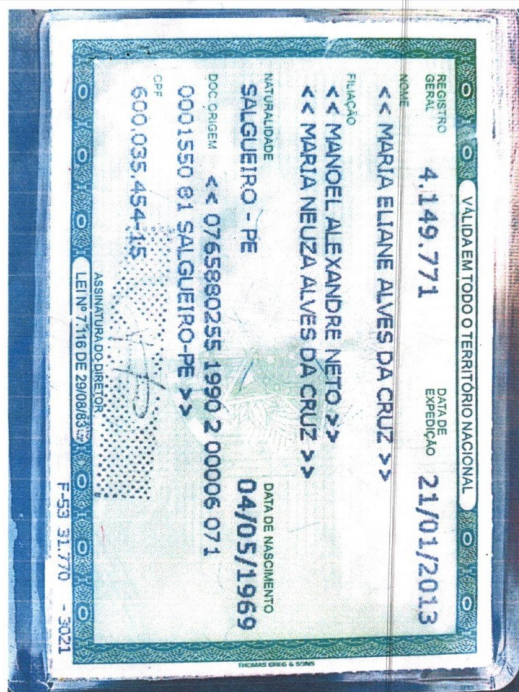 VÁLIDA EM TODO O TERRITÓRIO NACIONAL
REGISTRO GERAL 4.149.771 DATA DE EXPEDIÇÃO 21/01/2013
NOME
<< MARIA ELIANE ALVES DA CRUZ >>
FILIAÇÃO
<< MANOEL ALEXANDRE NETO >>
<< MARIA NEUZA ALVES DA CRUZ >>
NATURALIDADE DATA DE NASCIMENTO
SALGUEIRO - PE 04/05/1969
DOC ORIGEM << 0765880255 1990 2 00006 071
0001550 81 SALGUEIRO-PE >>
CPF
600.035.454-15
ASSINATURA DO DIRETOR
LEI Nº 7.116 DE 29/08/83
F-53 31.770 - 3021
THOMAS GREG & SONS